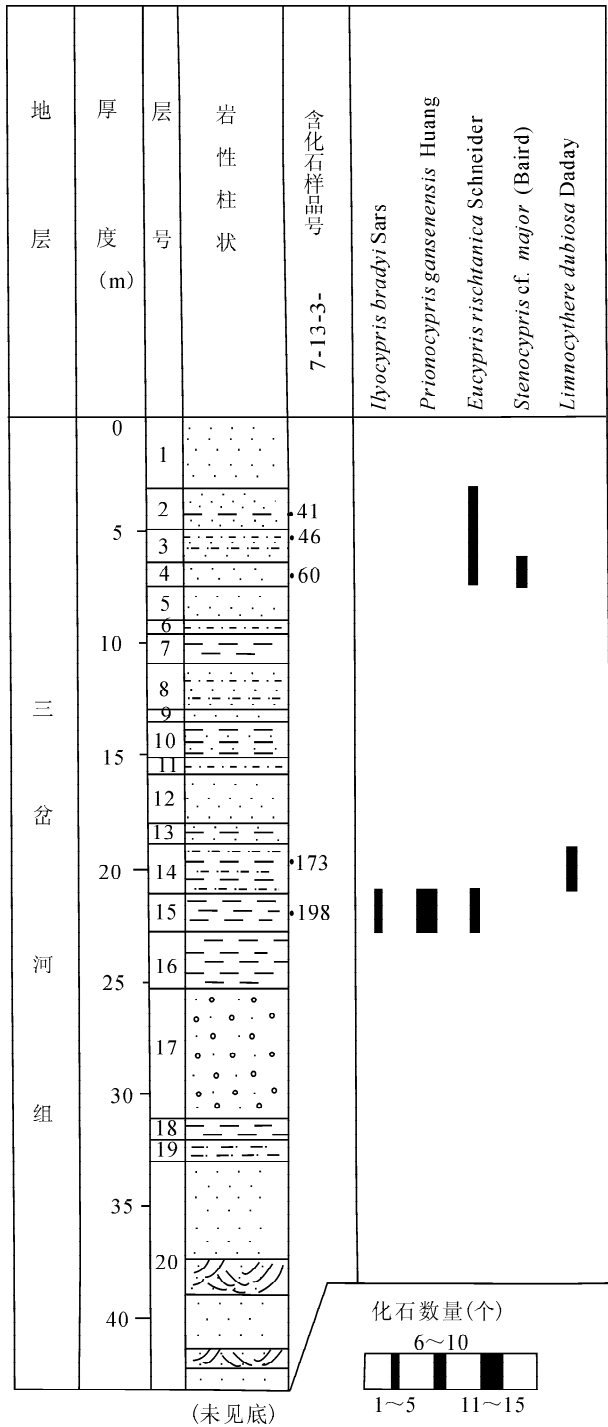 地层
厚度
(m)
层号
岩性柱状
含化石样品号
7-13-3-
Ilyocypris bradyi Sars
Prionocypris gansenensis Huang
Eucypris rischtanica Schneider
Stenocypris cf. major (Baird)
Limnocythere dubiosa Daday
三岔河组
0
5
10
15
20
25
30
35
40
1
2
3
4
5
6
7
8
9
10
11
12
13
14
15
16
17
18
19
20
41
46
60
173
198
(未见底)
化石数量(个)
6～10
1～5
11～15